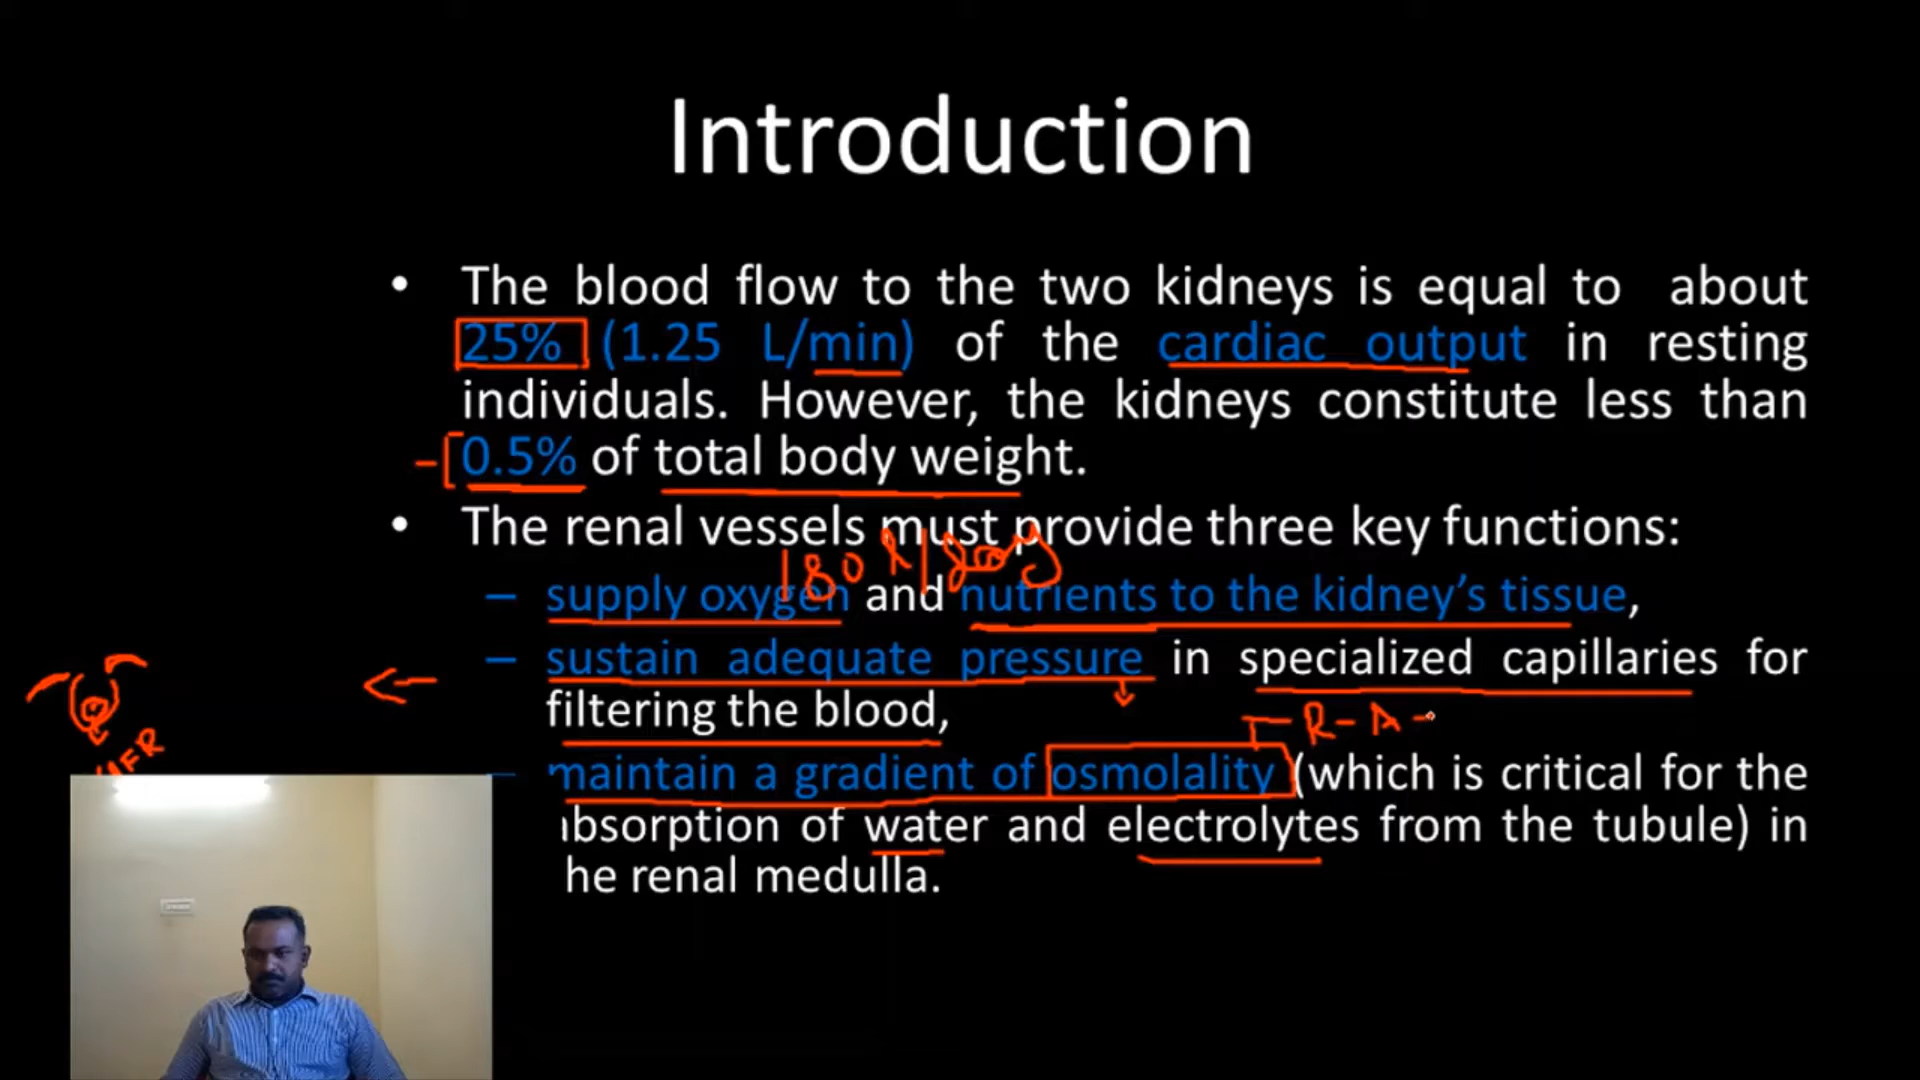 Introduction
• The blood flow to the two kidneys is equal to about
25% (1.25 L/min) of the cardiac output in resting
individuals. However, the kidneys constitute less than
0.5% of total body weight.
• The renal vessels must provide three key functions:
180 l/day
– supply oxygen and nutrients to the kidney's tissue,
– sustain adequate pressure in specialized capillaries for
filtering the blood,
R-A-
GFR
– maintain a gradient of osmolality (which is critical for the
bsorption of water and electrolytes from the tubule) in
he renal medulla.